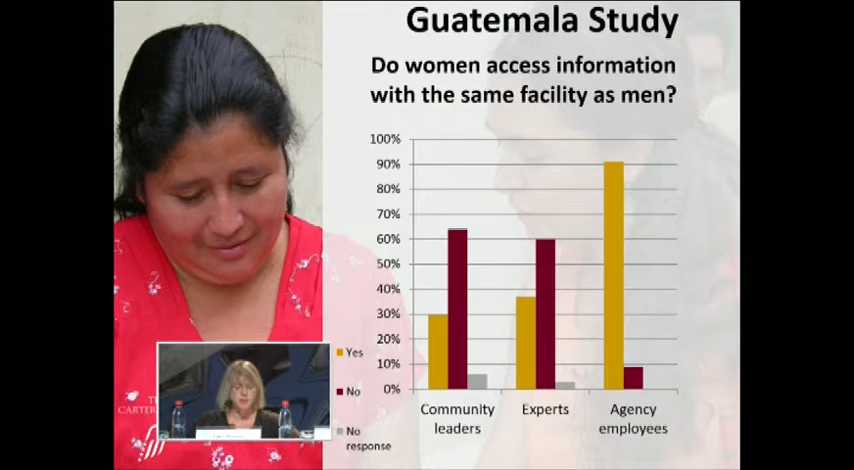 Guatemala Study
Do women access information
with the same facility as men?
100%
90%
80%
70%
60%
50%
40%
30%
20%
10%
0%
Community
leaders
Experts
Agency
employees
Yes
No
No
response
CARTER